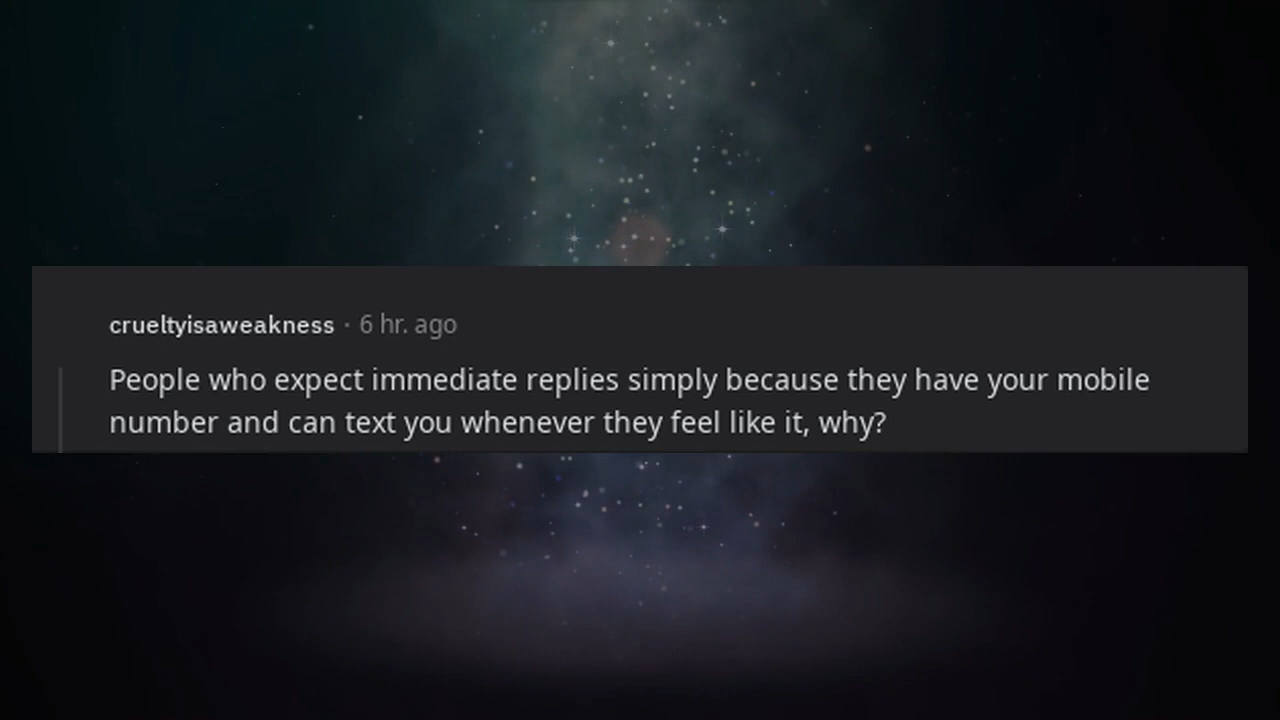 crueltyisaweakness · 6 hr. ago
People who expect immediate replies simply because they have your mobile
number and can text you whenever they feel like it, why?